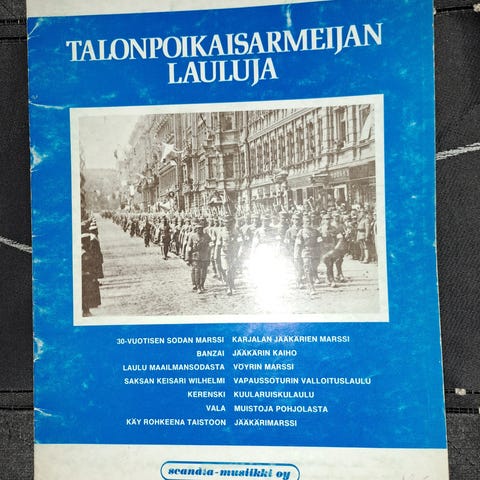 TALONPOIKAISARMEIJAN
LAULUJA
30-VUOTISEN SODAN MARSSI KARJALAN JÄÄKÄRIEN MARSSI
BANZAI JÄÄKÄRIN KAIHO
LAULU MAAILMANSODASTA VÖYRIN MARSSI
SAKSAN KEISARI WILHELMI VAPAUSSOTURIN VALLOITUSLAULU
KERENSKI KUULARUISKULAULU
VALA MUISTOJA POHJOLASTA
KÄY ROHKEENA TAISTOON JÄÄKÄRIMARSSI
scandia-musiikki oy